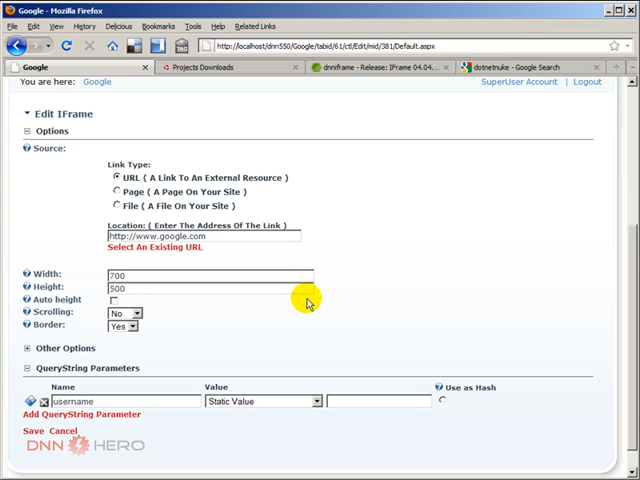 Google - Mozilla Firefox
File Edit View History Delicious Bookmarks Tools Help Related Links
TAG http://localhost/dnn550/Google/tabid/61/ctl/Edit/mid/381/Default.aspx
Google Projects Downloads dnniframe - Release: IFrame 04.04.... dotnetnuke - Google Search
You are here: Google SuperUser Account | Logout
Edit IFrame
Options
Source:
Link Type:
URL ( A Link To An External Resource )
Page ( A Page On Your Site )
File ( A File On Your Site )
Location: ( Enter The Address Of The Link )
http://www.google.com
Select An Existing URL
Width: 700
Height: 500
Auto height
Scrolling: No
Border: Yes
Other Options
QueryString Parameters
Name Value Use as Hash
username Static Value
Add QueryString Parameter
Save Cancel
DNN HERO